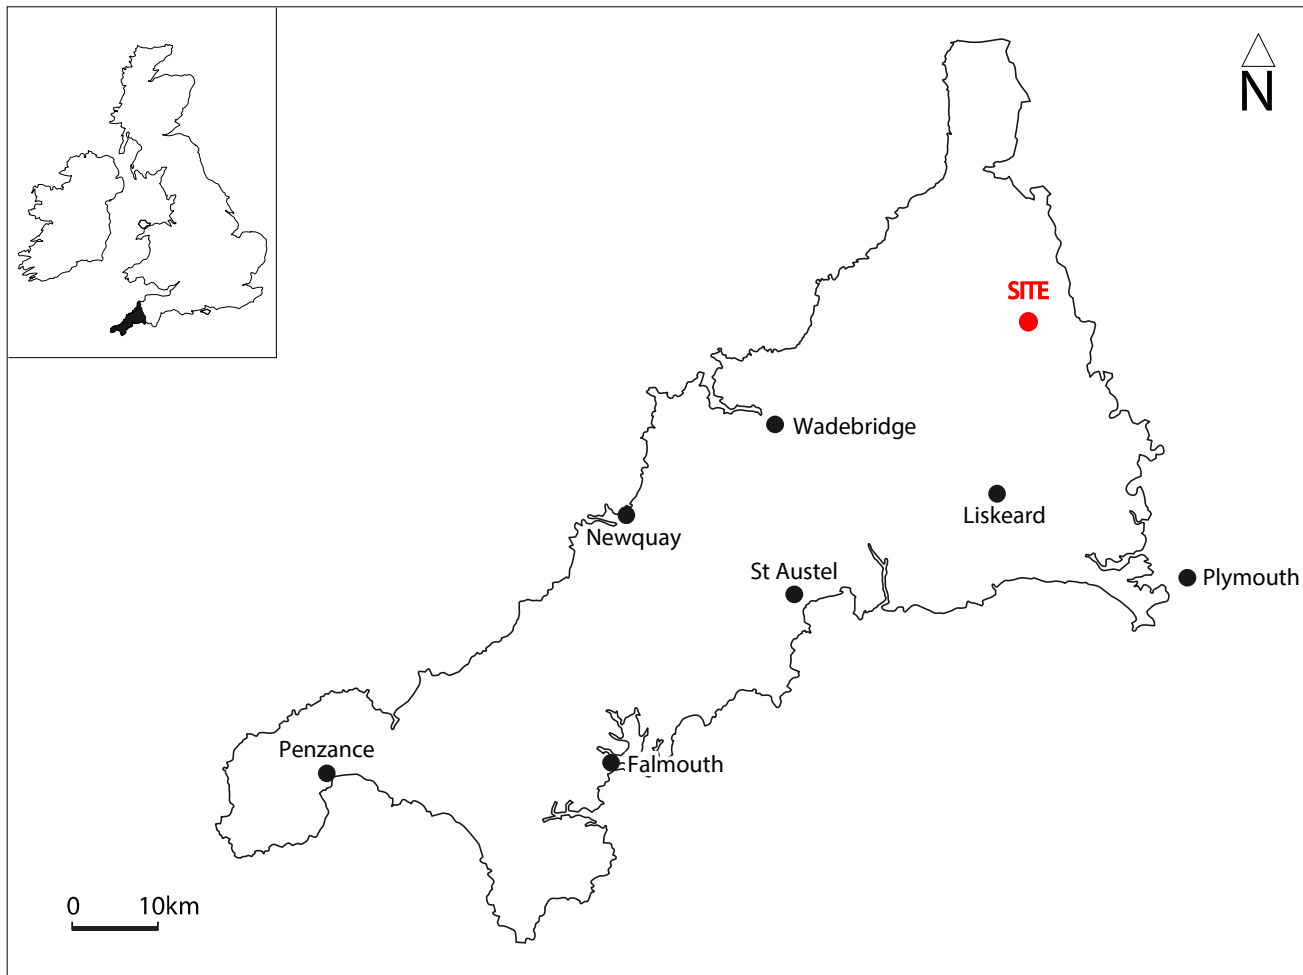 N
SITE
Wadebridge
Liskeard
Newquay
St Austel
Plymouth
Penzance
Falmouth
0 10km